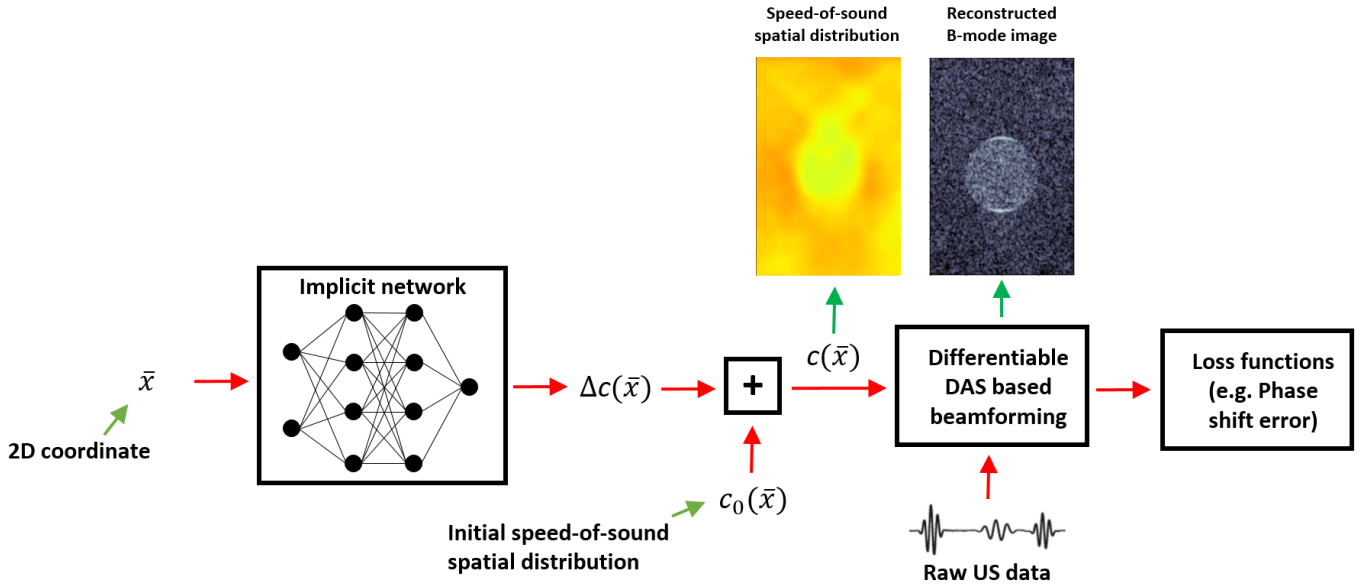 Speed-of-sound
spatial distribution
Reconstructed
B-mode image
Implicit network
x̄
2D coordinate
Δc(x̄)
+
c₀(x̄)
Initial speed-of-sound
spatial distribution
c(x̄)
Differentiable
DAS based
beamforming
Raw US data
Loss functions
(e.g. Phase
shift error)